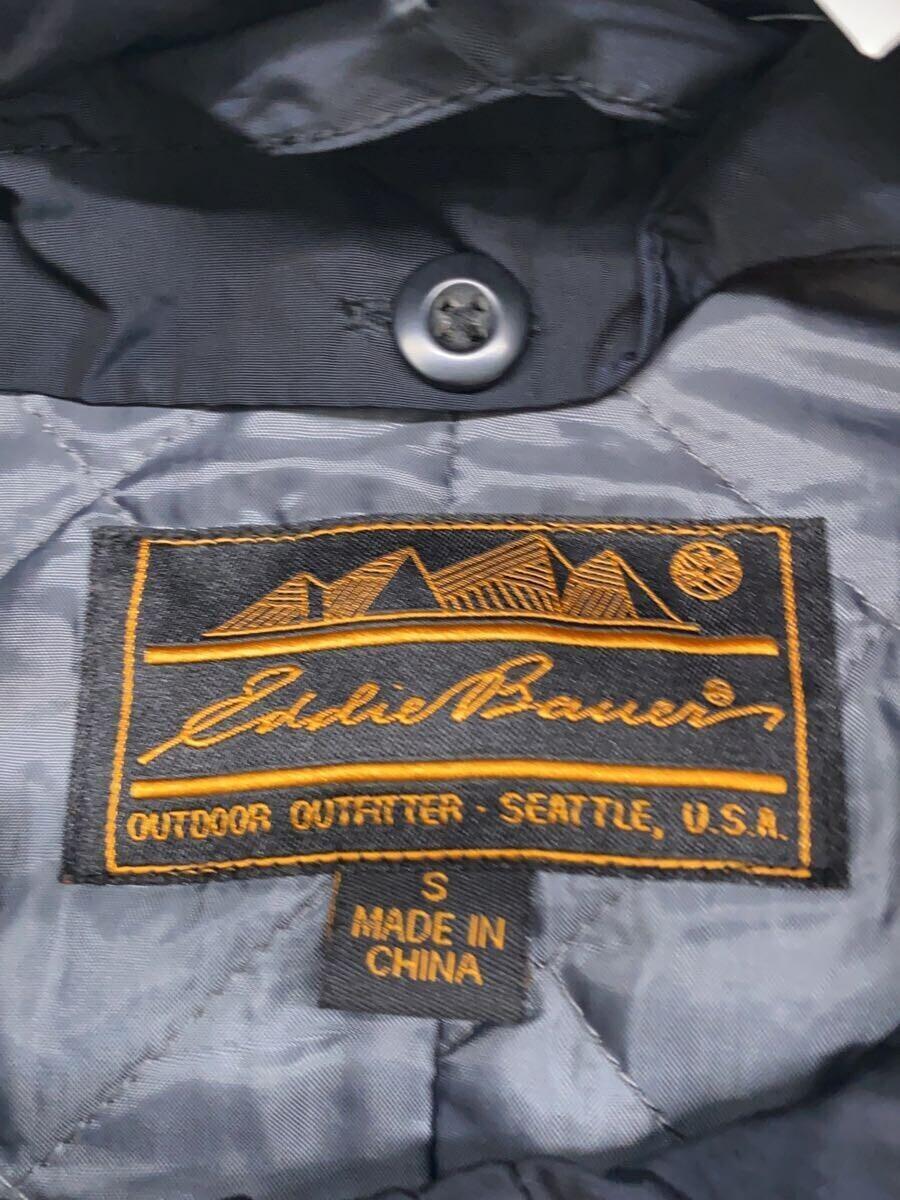 Eddie Bauer®
OUTDOOR OUTFITTER - SEATTLE, U.S.A.
S
MADE IN
CHINA